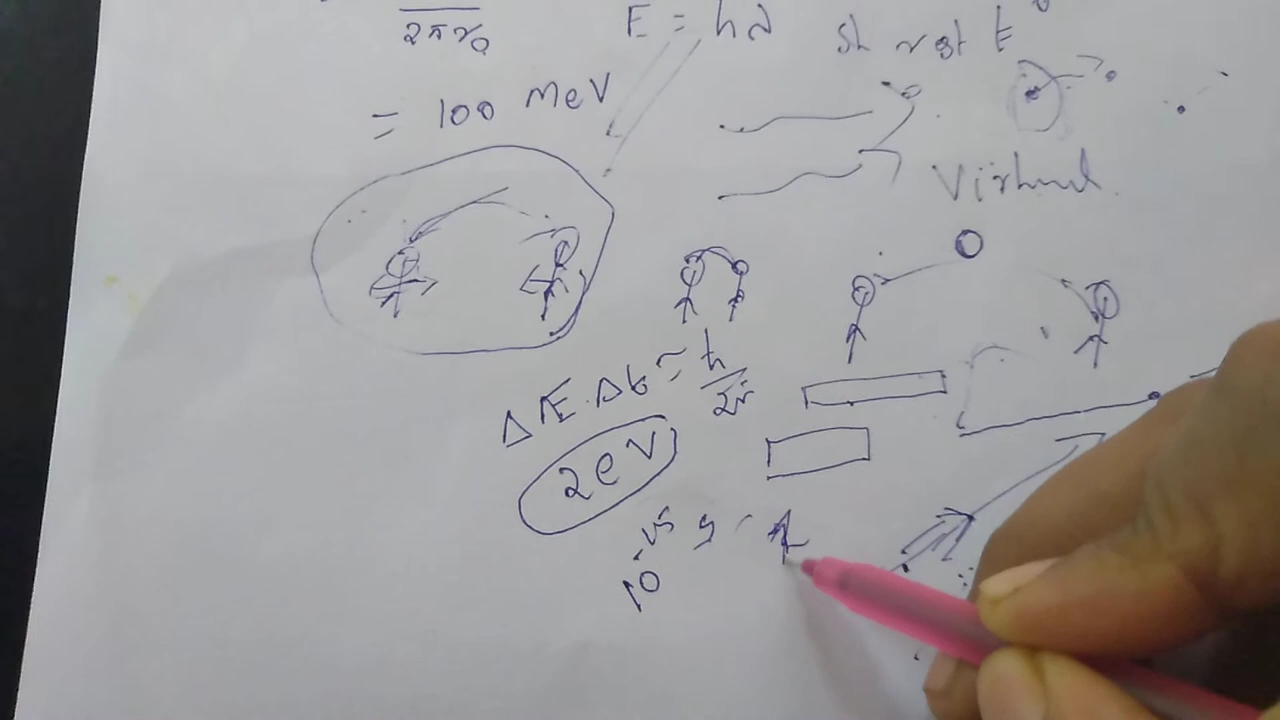 2πr₀
E = hν
= 100 MeV
Virtual
ΔE.Δt = h/2π
2eV
10⁻¹⁵ s